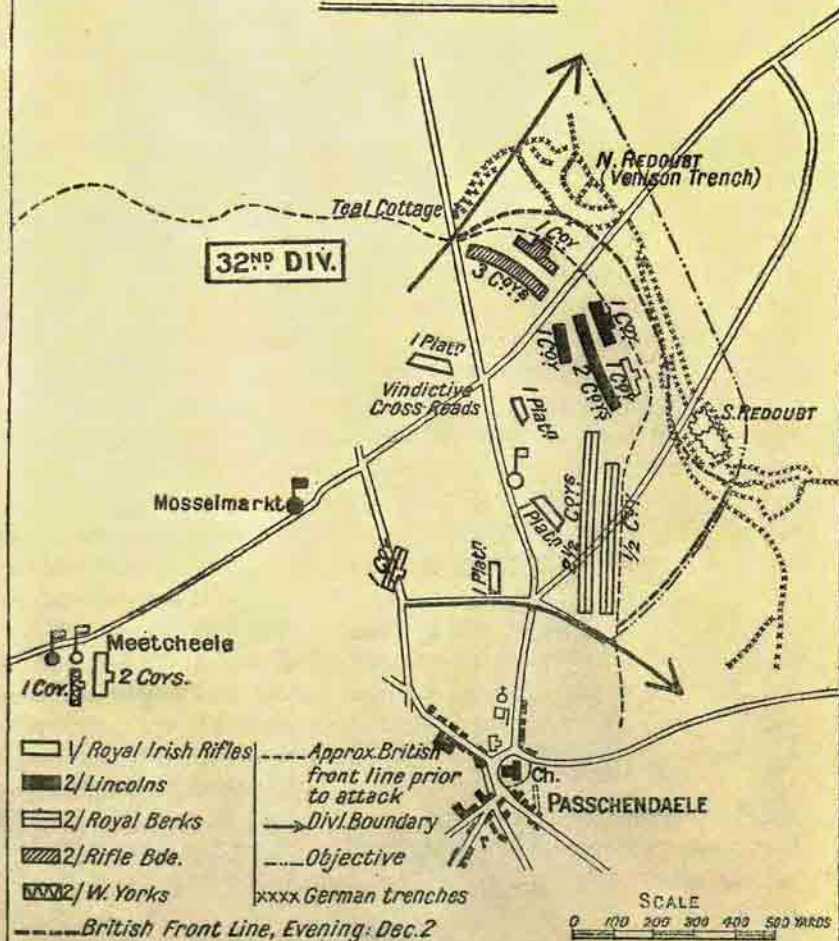 N. REDOUBT
(Venison Trench)
Teal Cottage
1 Coy
32ND DIV.
3 Coys
1 Coy
1 Coy
1 Platn
2 Coys
1 Coy
Vindictive
Cross-Roads
1 Platn
S. REDOUBT
Mosselmarkt
1 Platn
2½ Coys
½ Coy
1 Platn
Meetcheele
1 Coy.
2 Coys.
1/ Royal Irish Rifles
2/Lincolns
2/Royal Berks
2/Rifle Bde.
2/W. Yorks
British Front Line, Evening: Dec. 2
Approx. British
front line prior
to attack
Divl. Boundary
Objective
xxxx German trenches
Ch.
PASSCHENDAELE
SCALE
0 100 200 300 400 500 YARDS